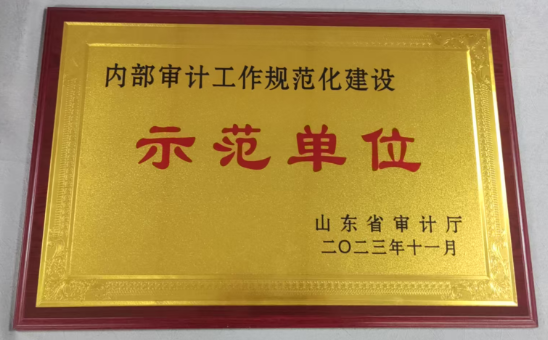 内部审计工作规范化建设
示范单位
山东省审计厅
二〇二三年十一月